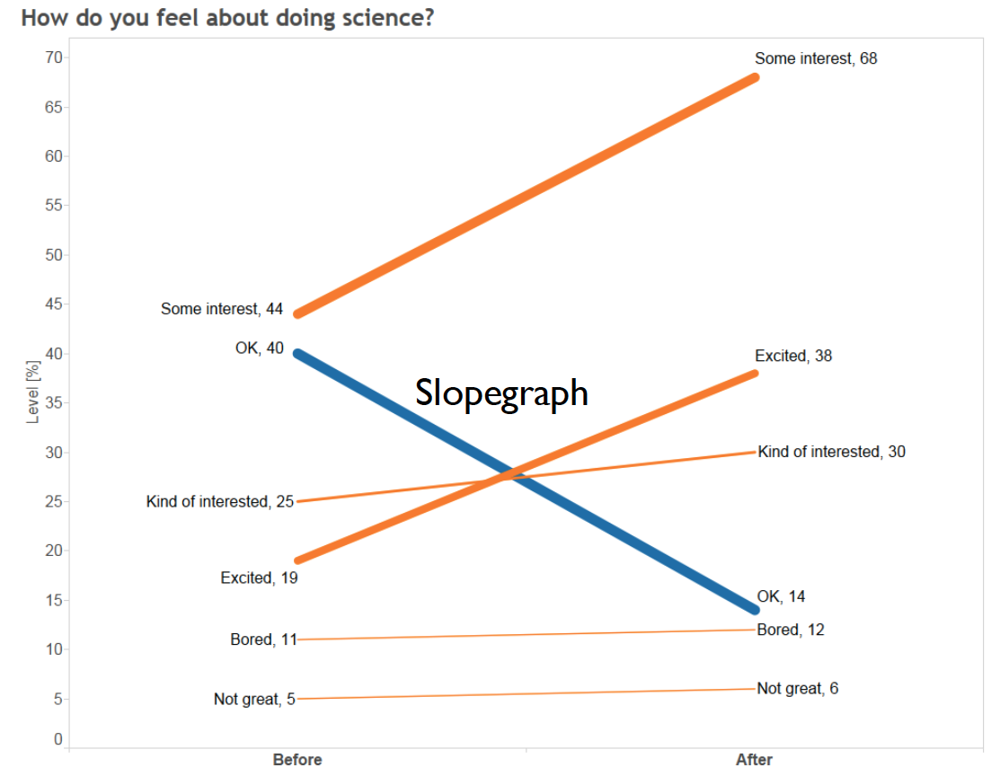 How do you feel about doing science?
70
65
60
55
50
45
40
35
30
25
20
15
10
5
0
Level [%]
Some interest, 68
Some interest, 44
OK, 40
Excited, 38
Slopegraph
Kind of interested, 30
Kind of interested, 25
Excited, 19
OK, 14
Bored, 11
Bored, 12
Not great, 5
Not great, 6
Before
After